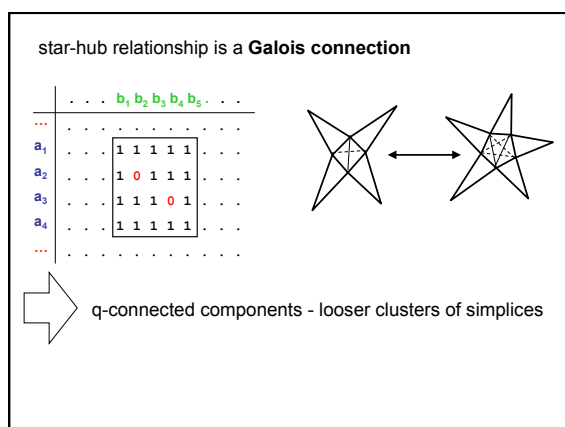 star-hub relationship is a Galois connection
. . . b1 b2 b3 b4 b5 . . .
... . . . . . . . . . . .
a1 . . . 1 1 1 1 1 . . .
a2 . . . 1 0 1 1 1 . . .
a3 . . . 1 1 1 0 1 . . .
a4 . . . 1 1 1 1 1 . . .
... . . . . . . . . . . .
q-connected components - looser clusters of simplices